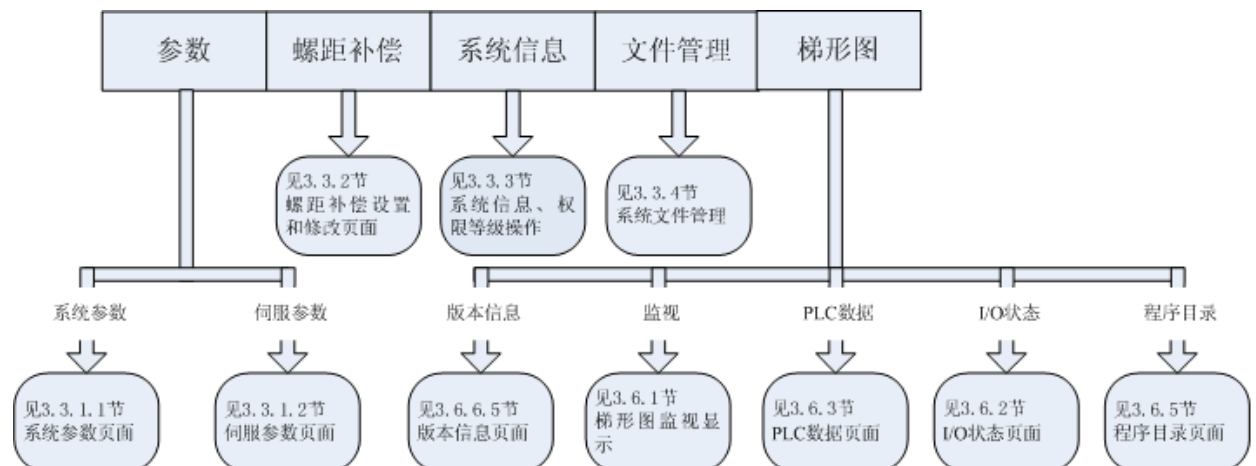 参数 螺距补偿 系统信息 文件管理 梯形图
见3.3.2节
螺距补偿设置
和修改页面
见3.3.3节
系统信息、权
限等级操作
见3.3.4节
系统文件管理
系统参数 伺服参数 版本信息 监视 PLC数据 I/O状态 程序目录
见3.3.1.1节
系统参数页面
见3.3.1.2节
伺服参数页面
见3.6.6.5节
版本信息页面
见3.6.1节
梯形图监视显
示
见3.6.3节
PLC数据页面
见3.6.2节
I/O状态页面
见3.6.5节
程序目录页面